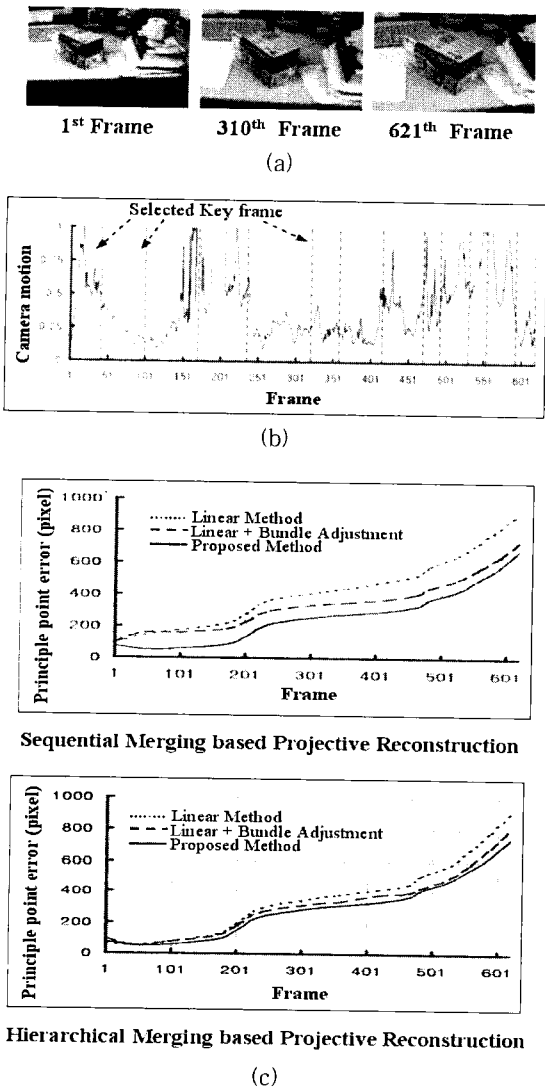 1st Frame 310th Frame 621th Frame
(a)
Selected Key frame
Camera motion
0.25
1 51 101 151 201 251 301 351 401 451 501 551 601
Frame
(b)
1000
800
600
400
200
0
Principle point error (pixel)
Linear Method
Linear + Bundle Adjustment
Proposed Method
1 101 201 301 401 501 601
Frame
Sequential Merging based Projective Reconstruction
1000
800
600
400
200
0
Principle point error (pixel)
Linear Method
Linear + Bundle Adjustment
Proposed Method
1 101 201 301 401 501 601
Frame
Hierarchical Merging based Projective Reconstruction
(c)